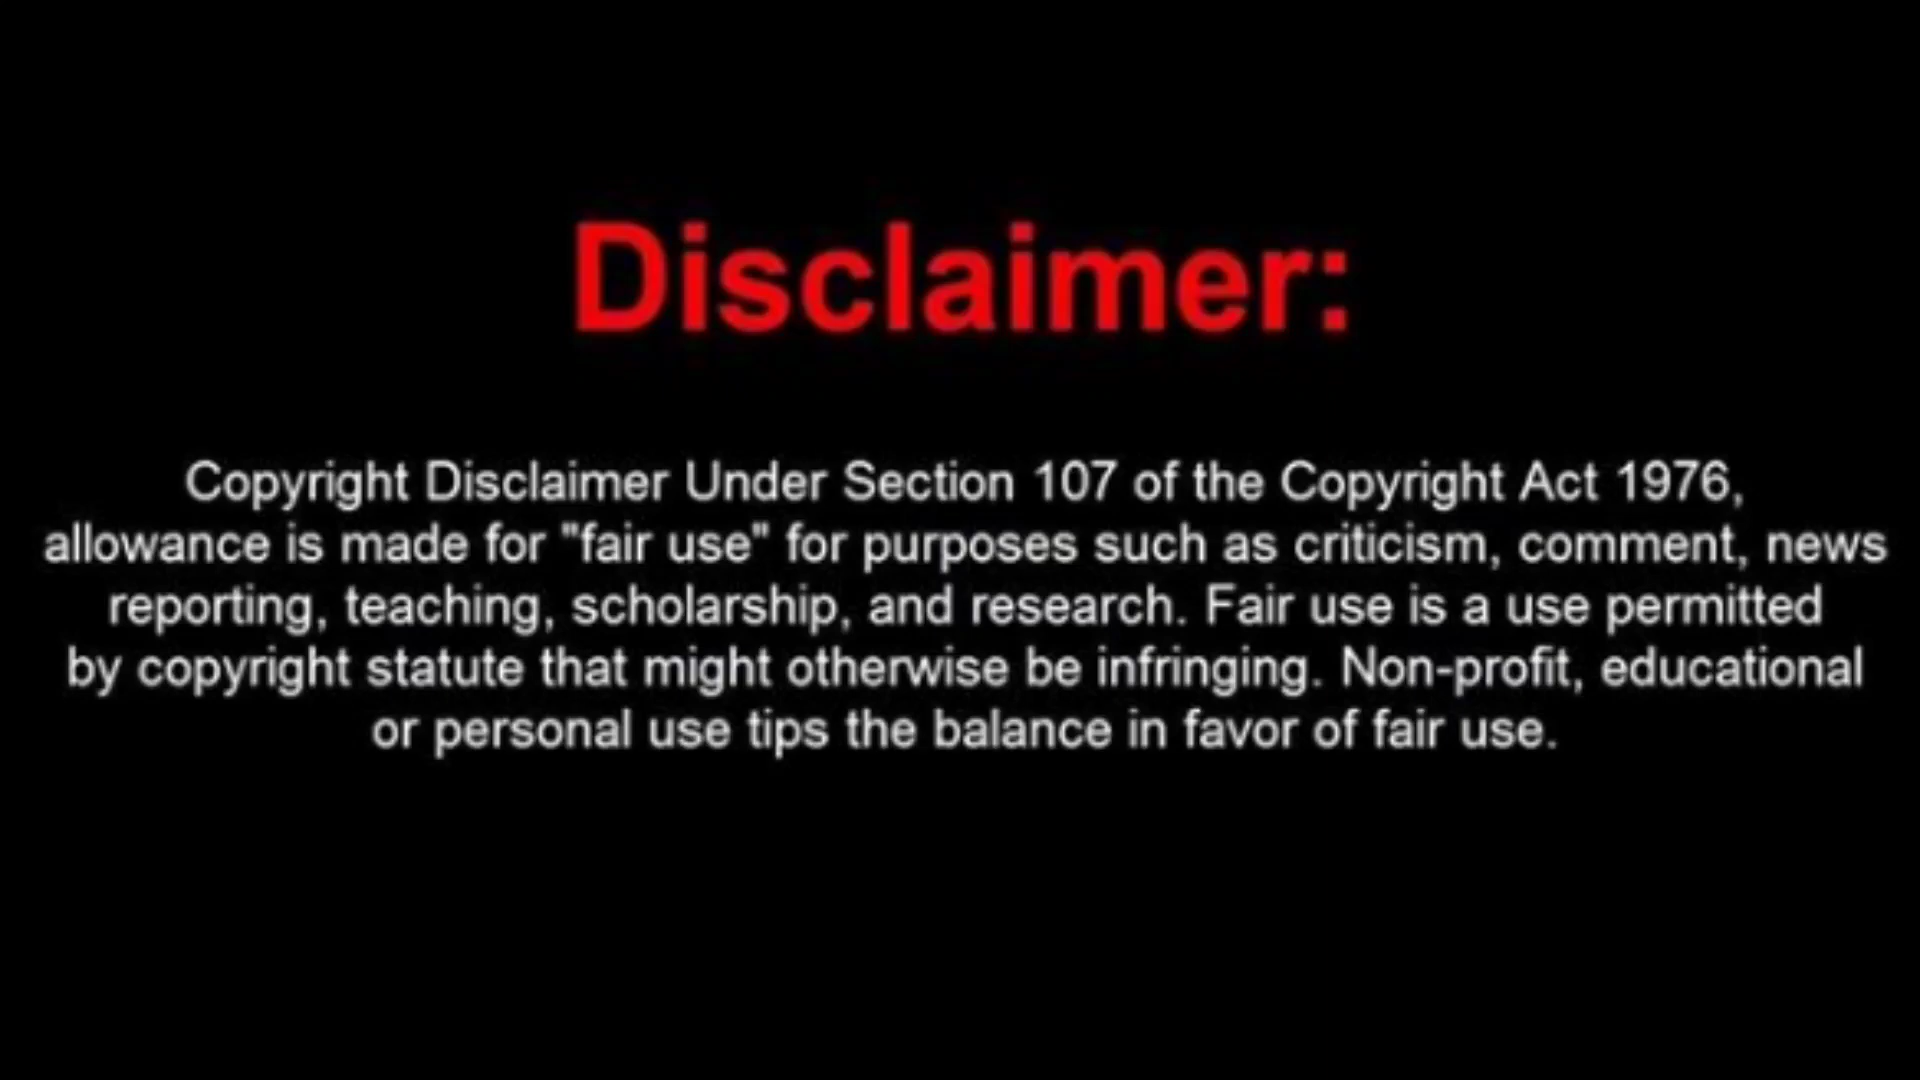 Disclaimer:
Copyright Disclaimer Under Section 107 of the Copyright Act 1976,
allowance is made for "fair use" for purposes such as criticism, comment, news
reporting, teaching, scholarship, and research. Fair use is a use permitted
by copyright statute that might otherwise be infringing. Non-profit, educational
or personal use tips the balance in favor of fair use.